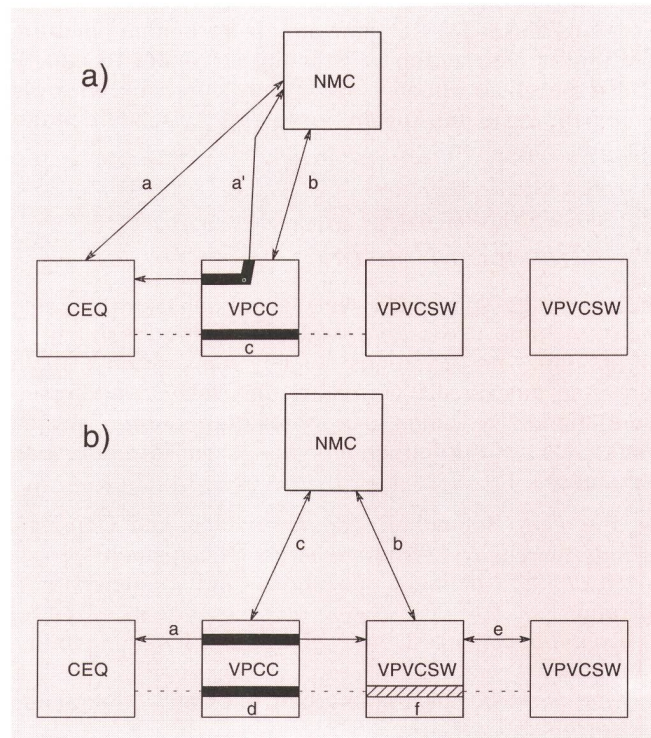 a)
NMC
a
a'
b
CEQ
VPCC
VPVCSW
VPVCSW
c
b)
NMC
c
b
a
e
CEQ
VPCC
VPVCSW
VPVCSW
d
f